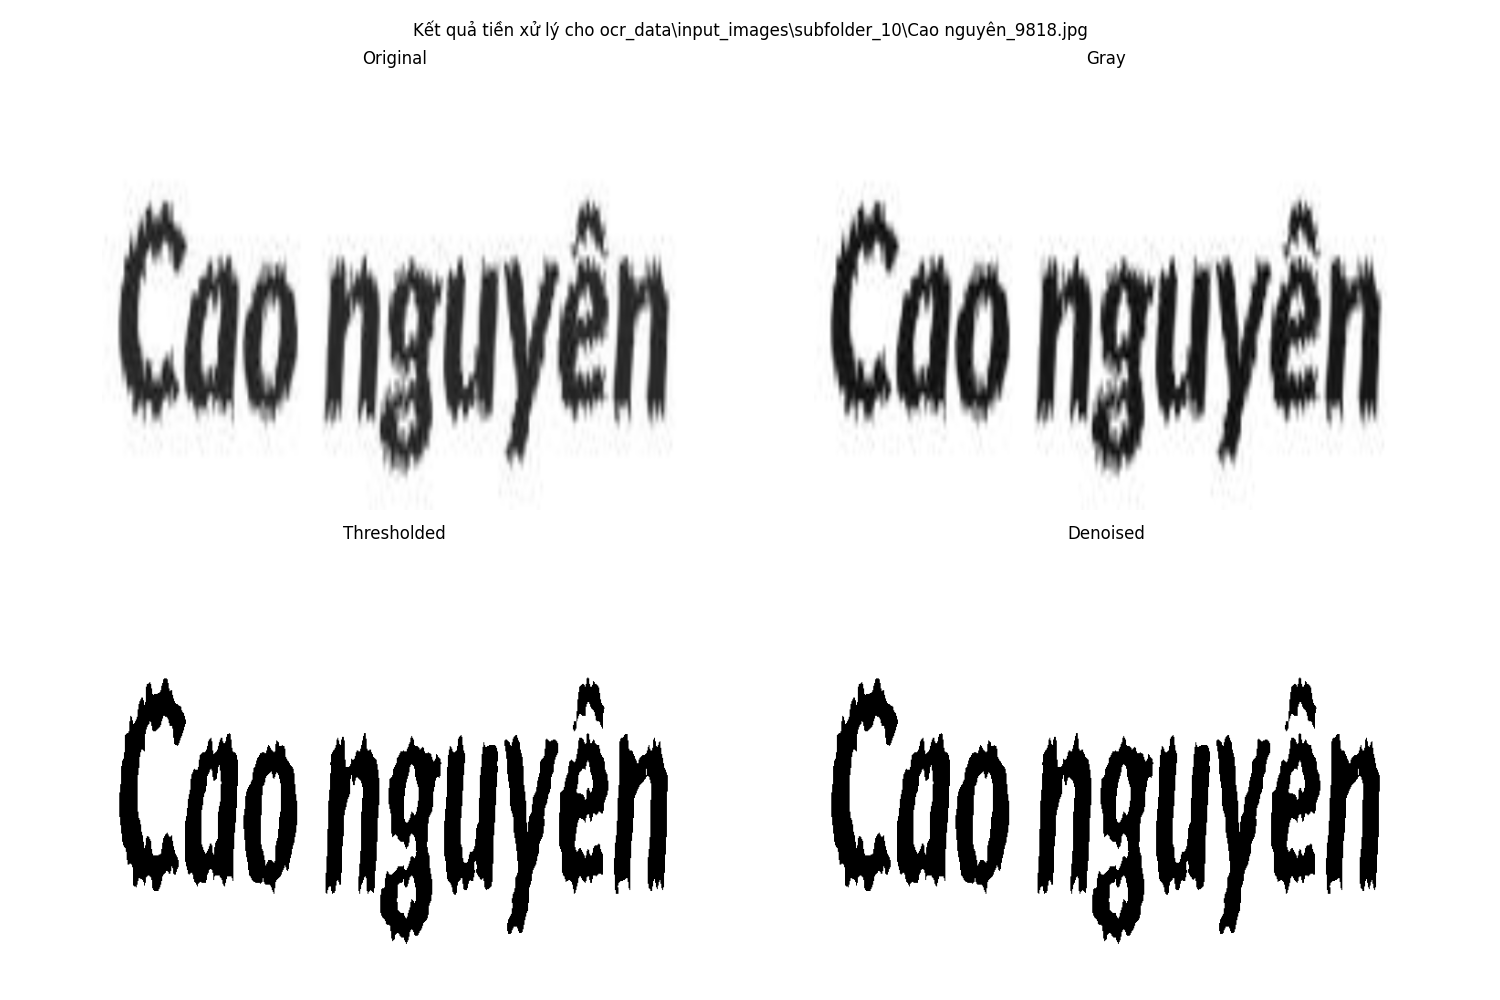 Kết quả tiền xử lý cho ocr_data\input_images\subfolder_10\Cao nguyên_9818.jpg
Original
Gray
Cao nguyên
Cao nguyên
Thresholded
Denoised
Cao nguyên
Cao nguyên